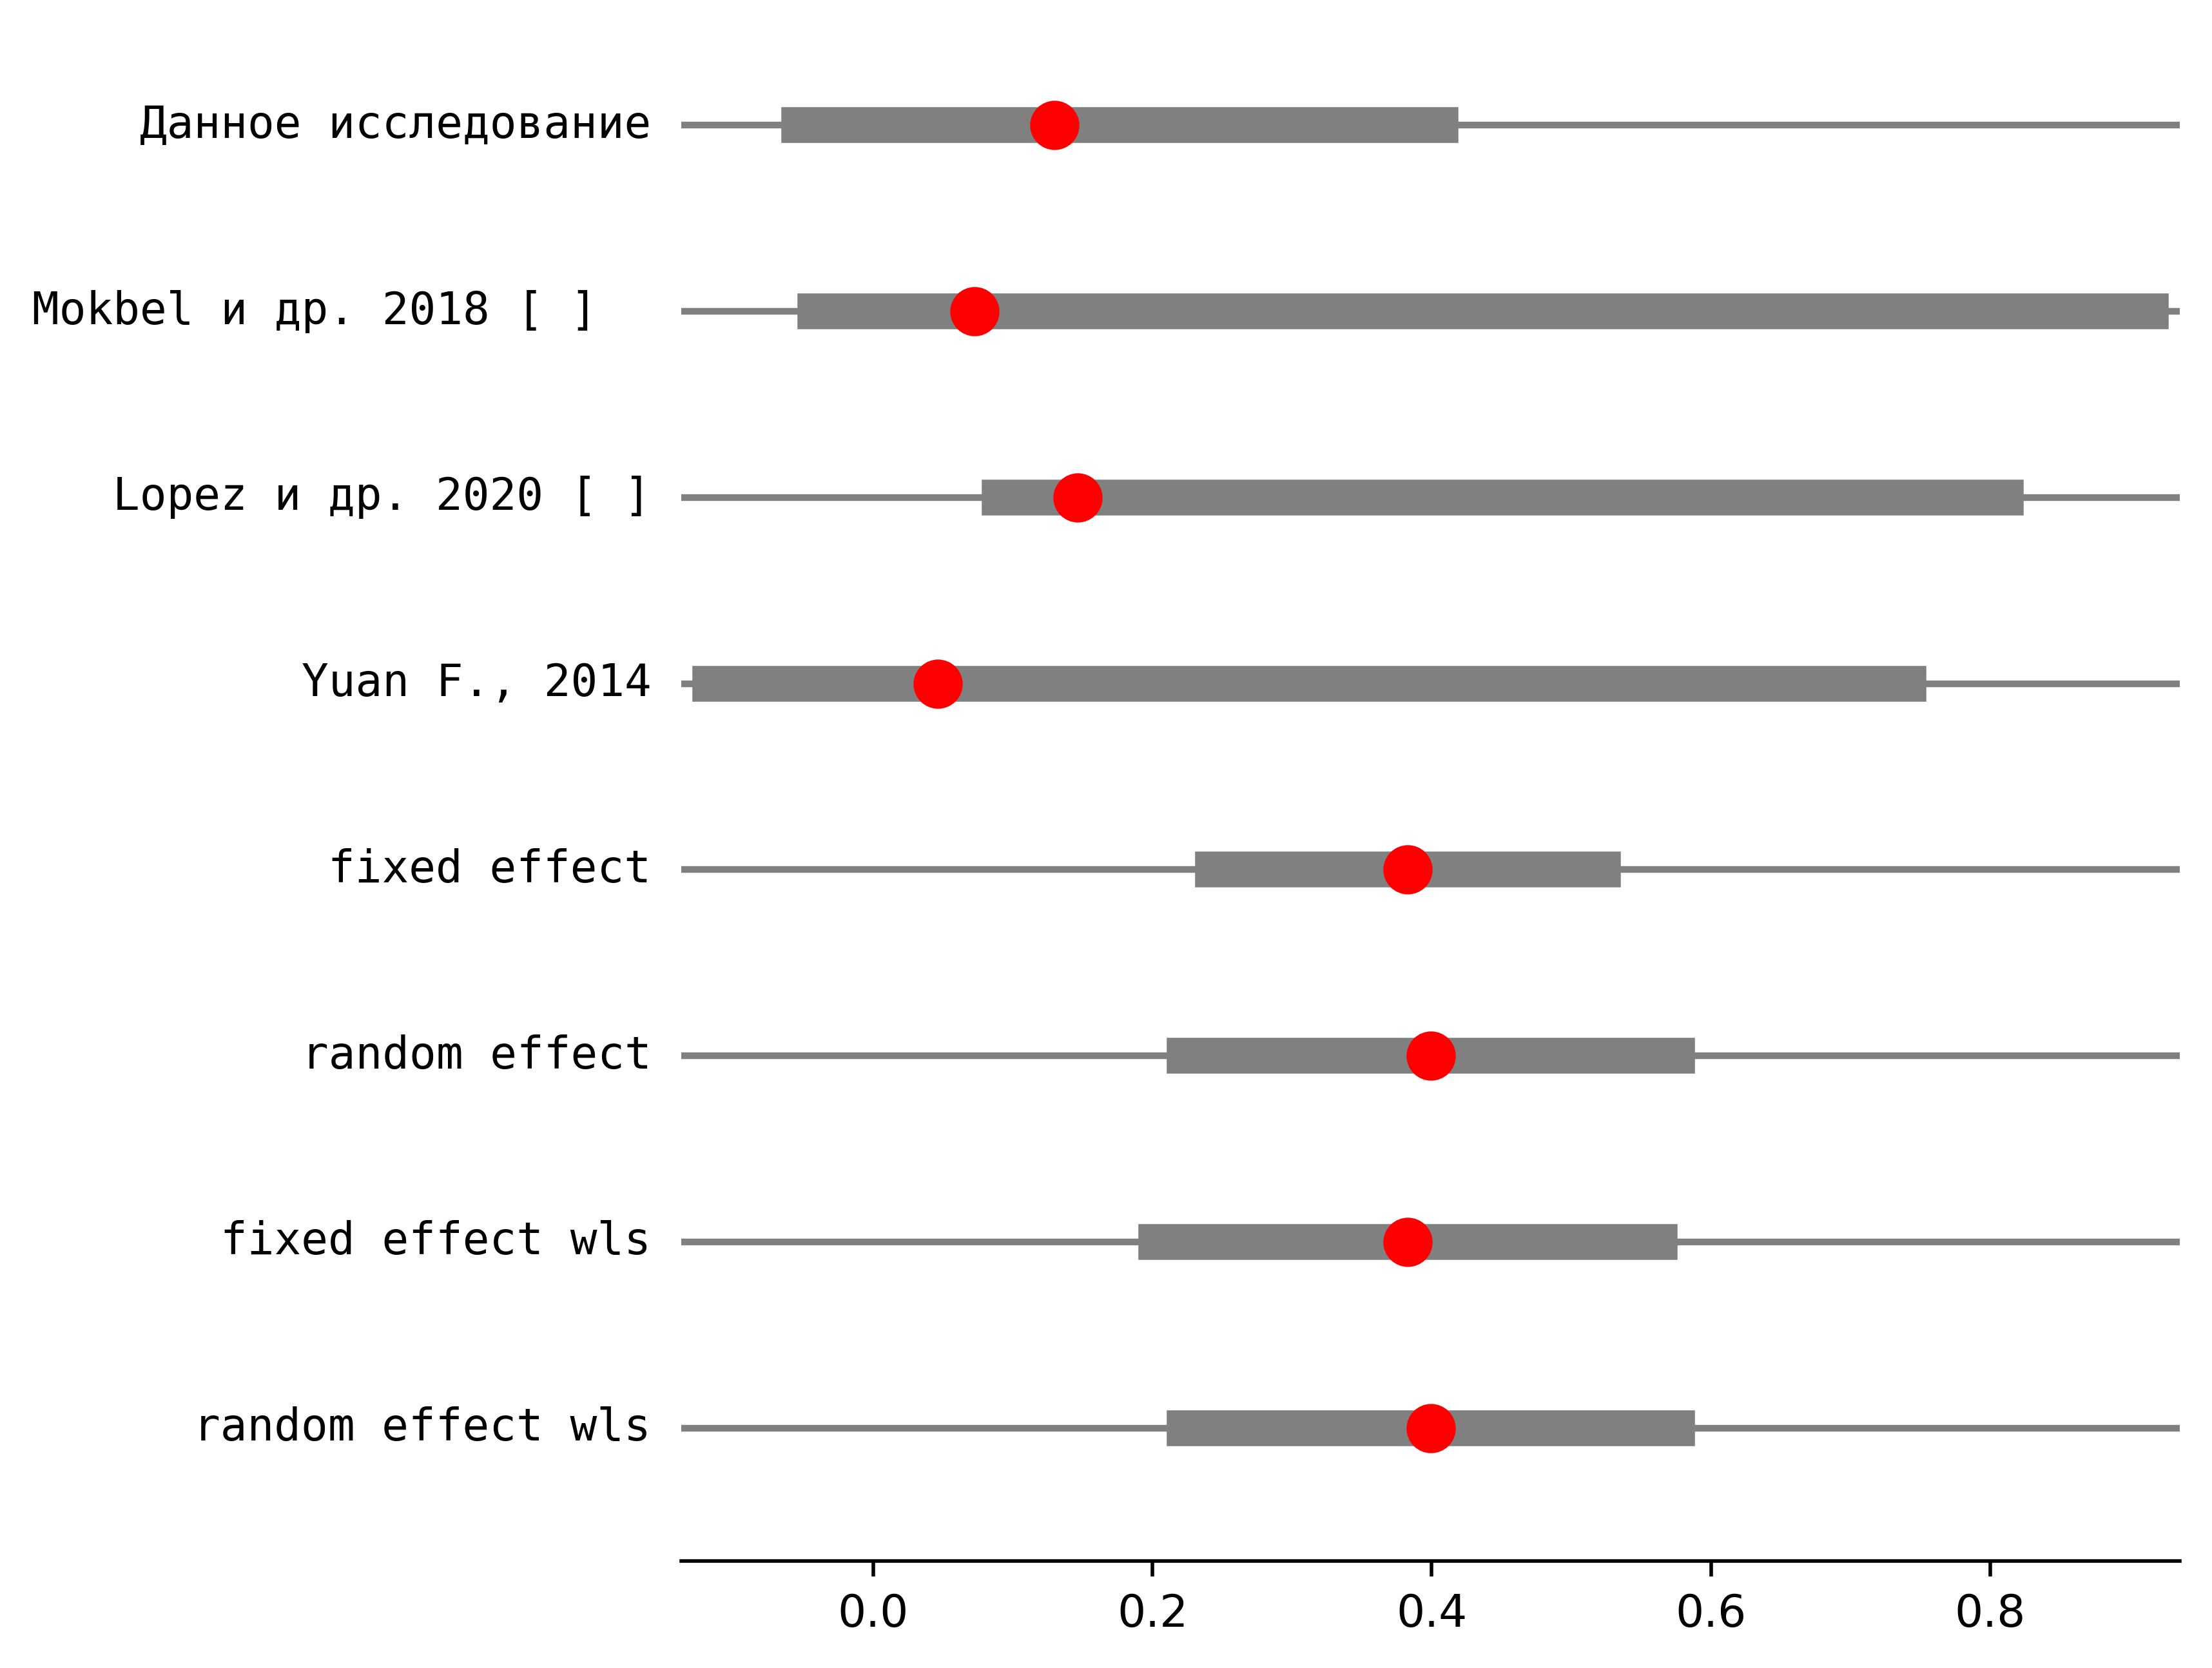 Данное исследование
Mokbel и др. 2018 [ ]
Lopez и др. 2020 [ ]
Yuan F., 2014
fixed effect
random effect
fixed effect wls
random effect wls
0.0 0.2 0.4 0.6 0.8